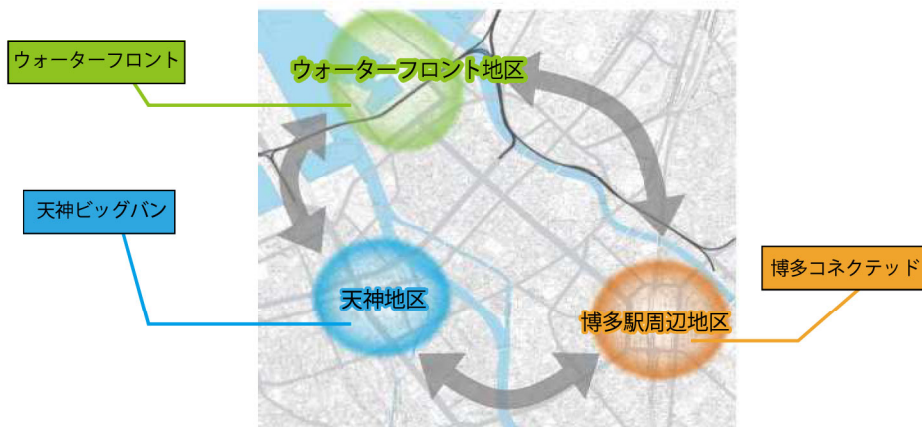 ウォーターフロント
ウォーターフロント地区
天神ビッグバン
天神地区
博多コネクテッド
博多駅周辺地区